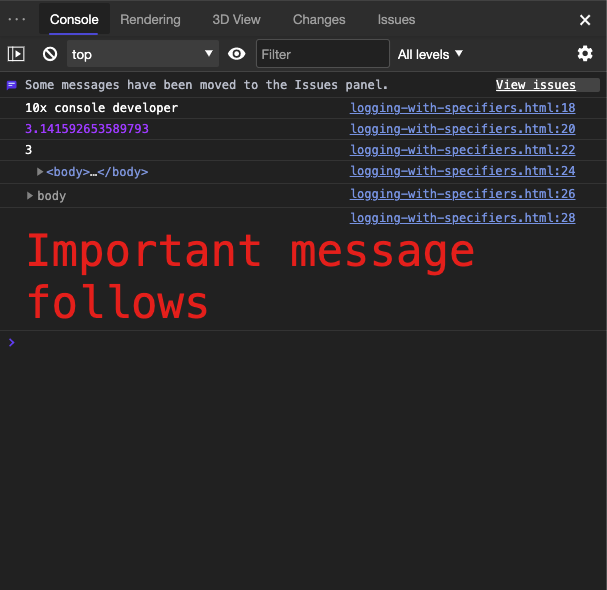 Console Rendering 3D View Changes Issues
top Filter All levels
Some messages have been moved to the Issues panel. View issues
10x console developer logging-with-specifiers.html:18
3.141592653589793 logging-with-specifiers.html:20
3 logging-with-specifiers.html:22
<body>…</body> logging-with-specifiers.html:24
body logging-with-specifiers.html:26
logging-with-specifiers.html:28
Important message
follows